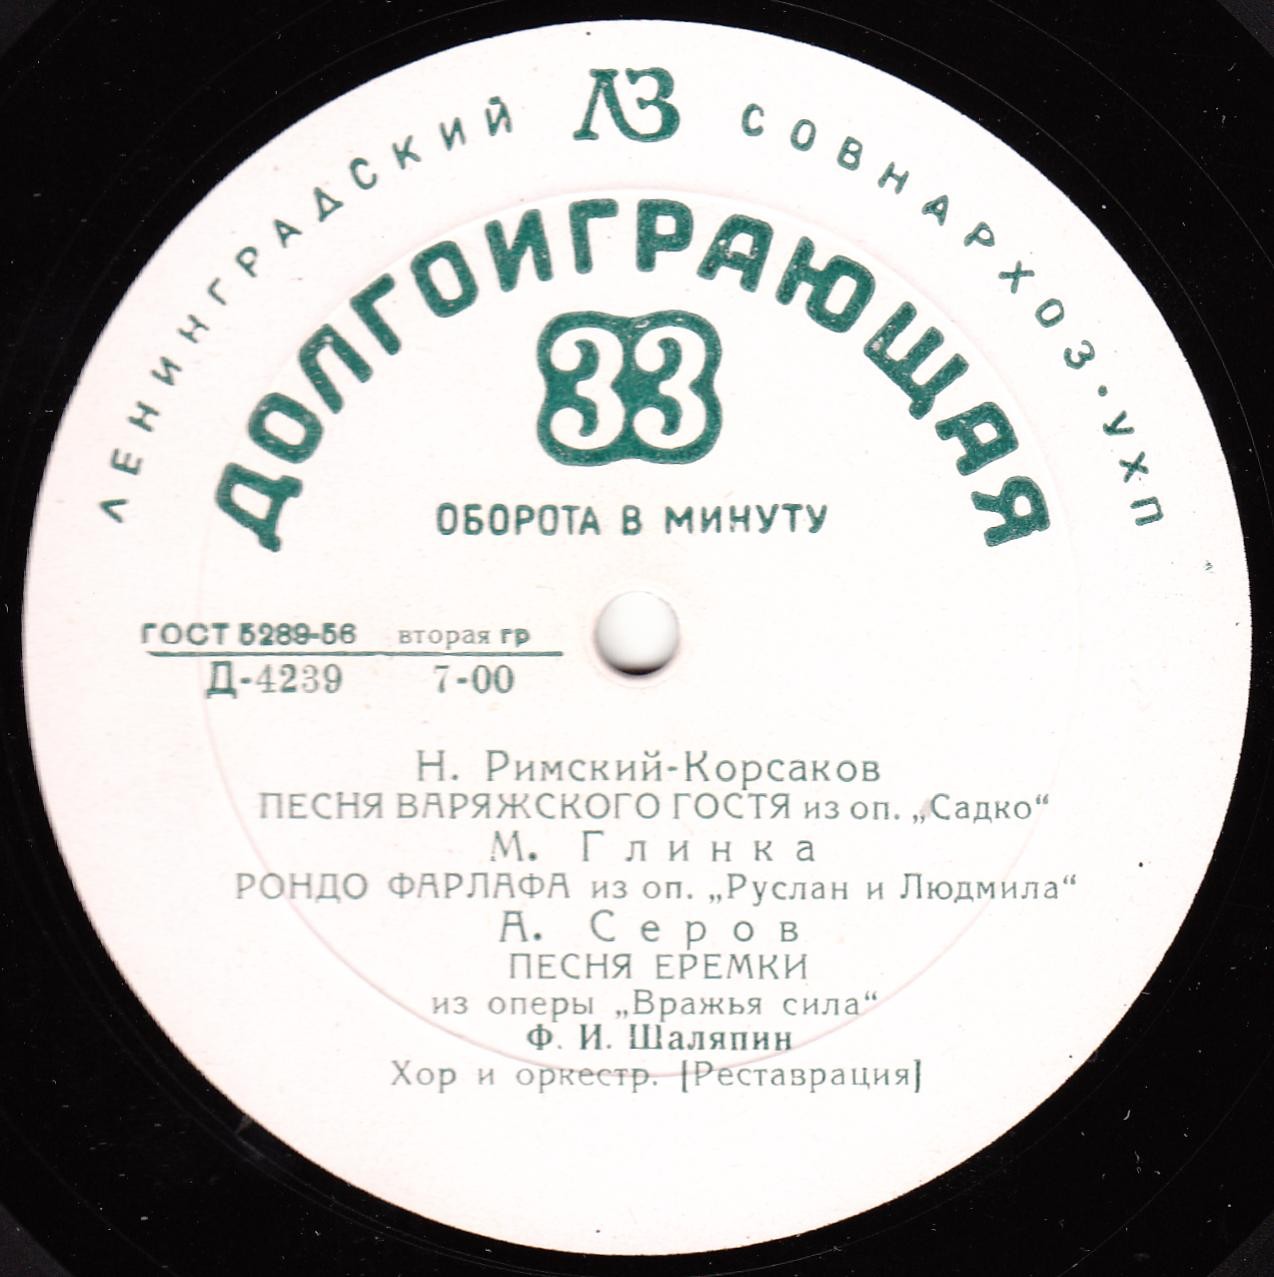 ЛЕНИНГРАДСКИЙ ЛЗ СОВНАРХОЗ·УХП
ДОЛГОИГРАЮЩАЯ
33
ОБОРОТА В МИНУТУ
ГОСТ 5289-56 вторая гр
Д-4239 7-00
Н. Римский-Корсаков
ПЕСНЯ ВАРЯЖСКОГО ГОСТЯ из оп. „Садко“
М. Глинка
РОНДО ФАРЛАФА из оп. „Руслан и Людмила“
А. Серов
ПЕСНЯ ЕРЕМКИ
из оперы „Вражья сила“
Ф. И. Шаляпин
Хор и оркестр. [Реставрация]